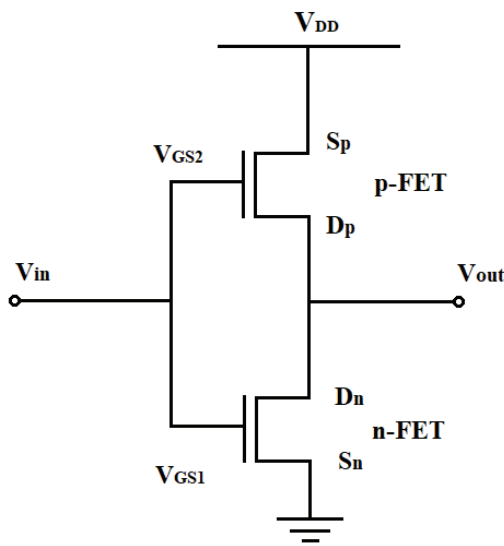 VDD
Sp
VGS2
p-FET
Dp
Vin
Vout
Dn
n-FET
Sn
VGS1